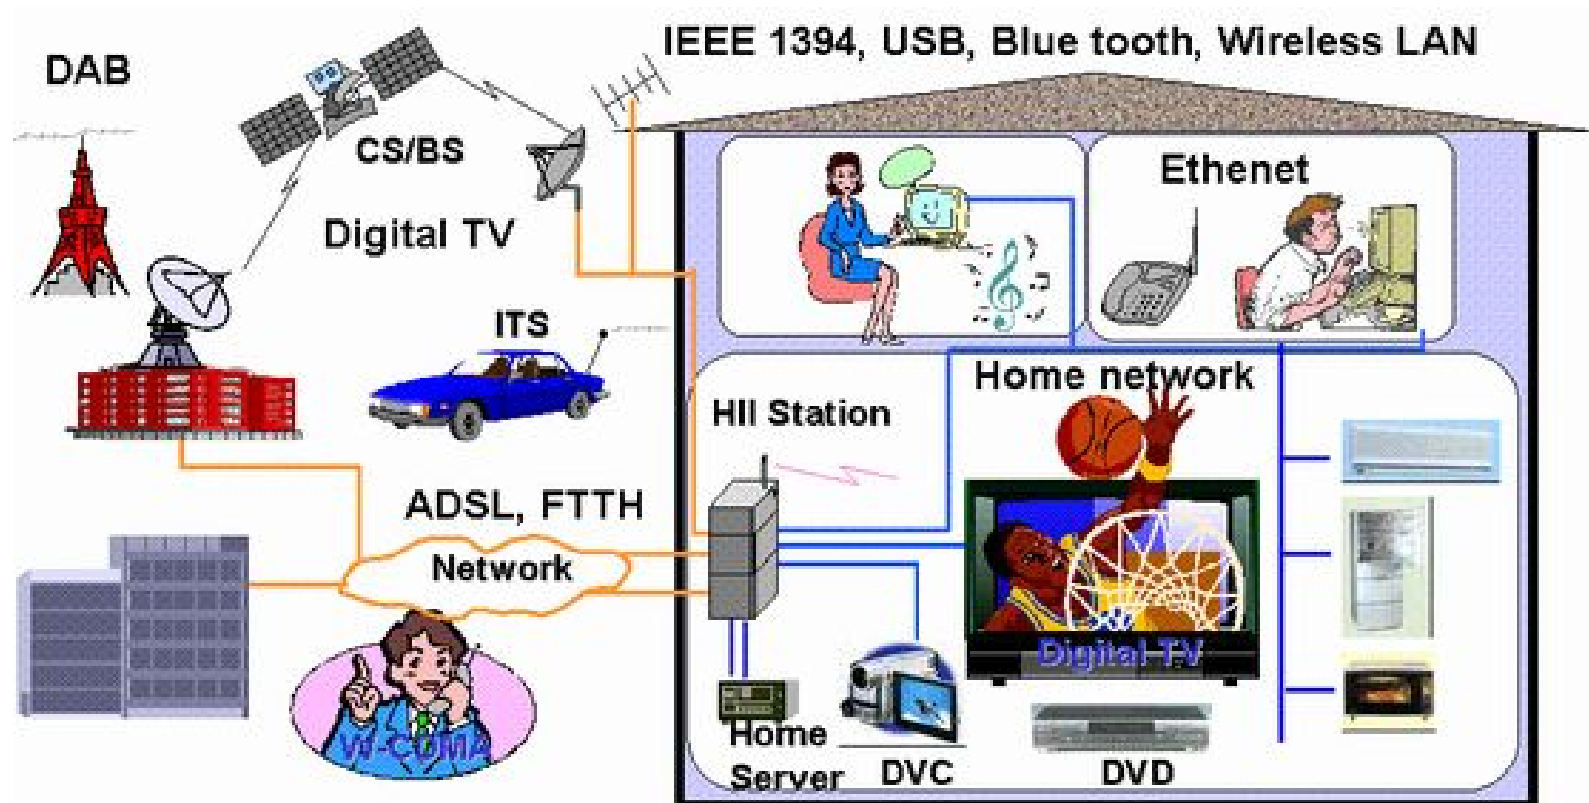 IEEE 1394, USB, Blue tooth, Wireless LAN
DAB
CS/BS
Digital TV
Ethenet
ITS
Home network
HII Station
ADSL, FTTH
Network
Digital TV
W-CDMA
Home
Server
DVC
DVD